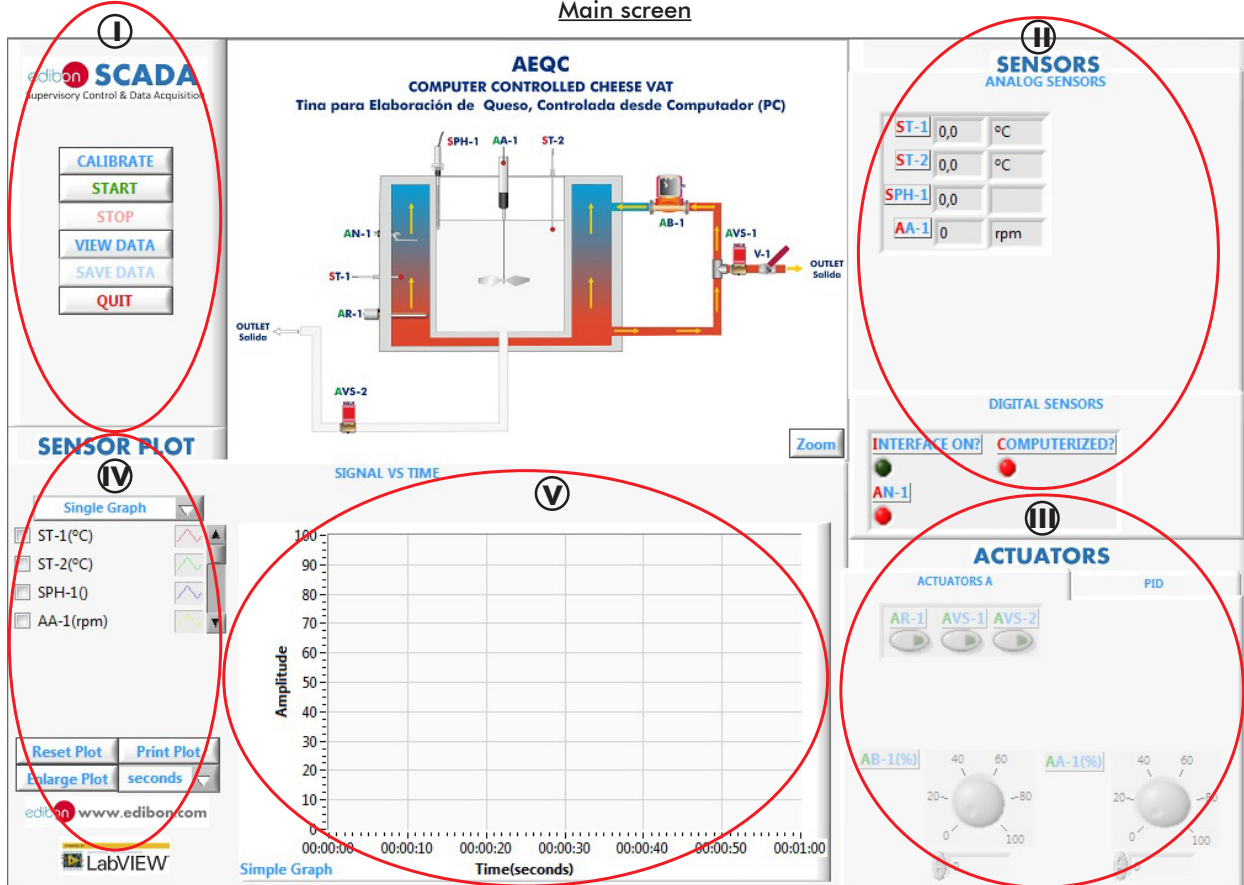 Main screen
I
edibon SCADA
Supervisory Control & Data Acquisition
CALIBRATE
START
STOP
VIEW DATA
SAVE DATA
QUIT
AEQC
COMPUTER CONTROLLED CHEESE VAT
Tina para Elaboración de Queso, Controlada desde Computador (PC)
SPH-1 AA-1 ST-2
AN-1
ST-1
AR-1
AB-1
AVS-1
V-1
OUTLET
Salida
OUTLET
Salida
AVS-2
Zoom
II
SENSORS
ANALOG SENSORS
ST-1 0,0 ºC
ST-2 0,0 ºC
SPH-1 0,0
AA-1 0 rpm
DIGITAL SENSORS
INTERFACE ON? COMPUTERIZED?
AN-1
SENSOR PLOT
IV
Single Graph
ST-1(ºC)
ST-2(ºC)
SPH-1()
AA-1(rpm)
Reset Plot Print Plot
Enlarge Plot seconds
edibon www.edibon.com
LabVIEW
SIGNAL VS TIME
V
Amplitude
100
90
80
70
60
50
40
30
20
10
0
00:00:00 00:00:10 00:00:20 00:00:30 00:00:40 00:00:50 00:01:00
Simple Graph Time(seconds)
III
ACTUATORS
ACTUATORS A PID
AR-1 AVS-1 AVS-2
AB-1(%)
0 20 40 60 80 100
0
AA-1(%)
0 20 40 60 80 100
0